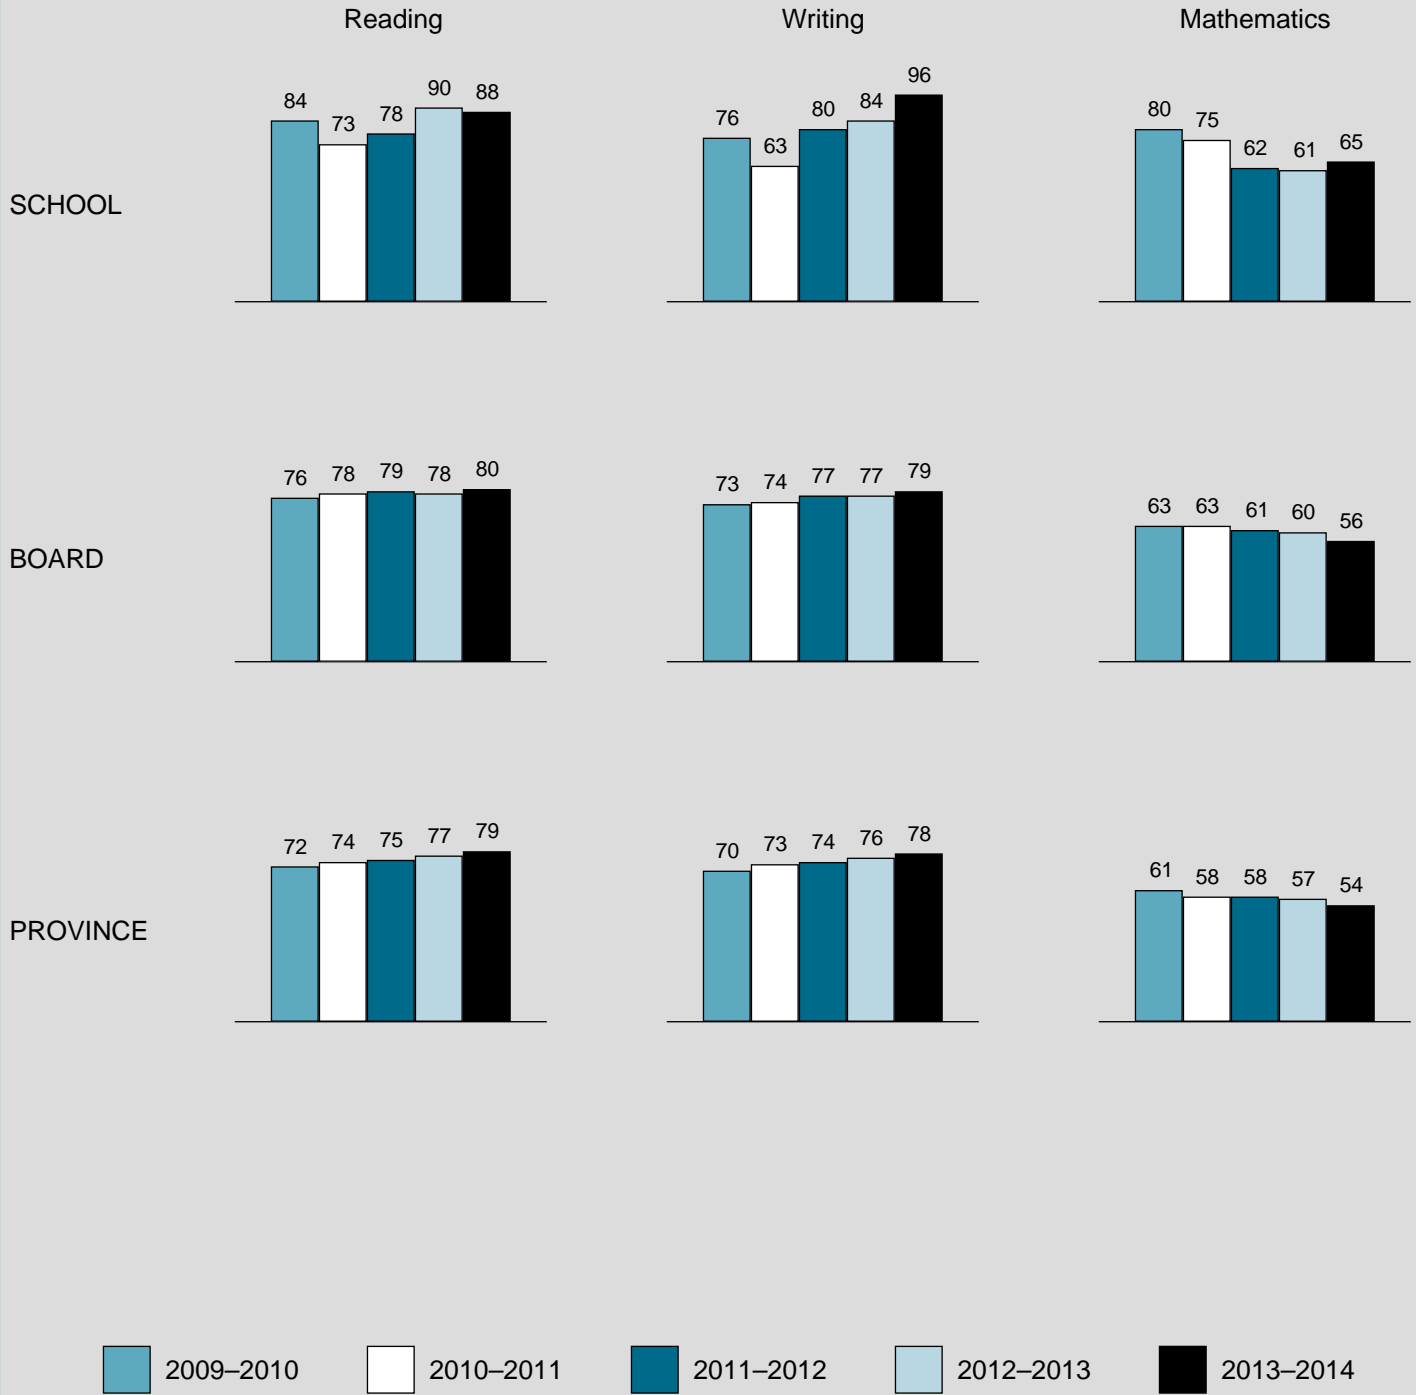 Reading Writing Mathematics
SCHOOL
84 73 78 90 88
76 63 80 84 96
80 75 62 61 65
BOARD
76 78 79 78 80
73 74 77 77 79
63 63 61 60 56
PROVINCE
72 74 75 77 79
70 73 74 76 78
61 58 58 57 54
2009–2010 2010–2011 2011–2012 2012–2013 2013–2014